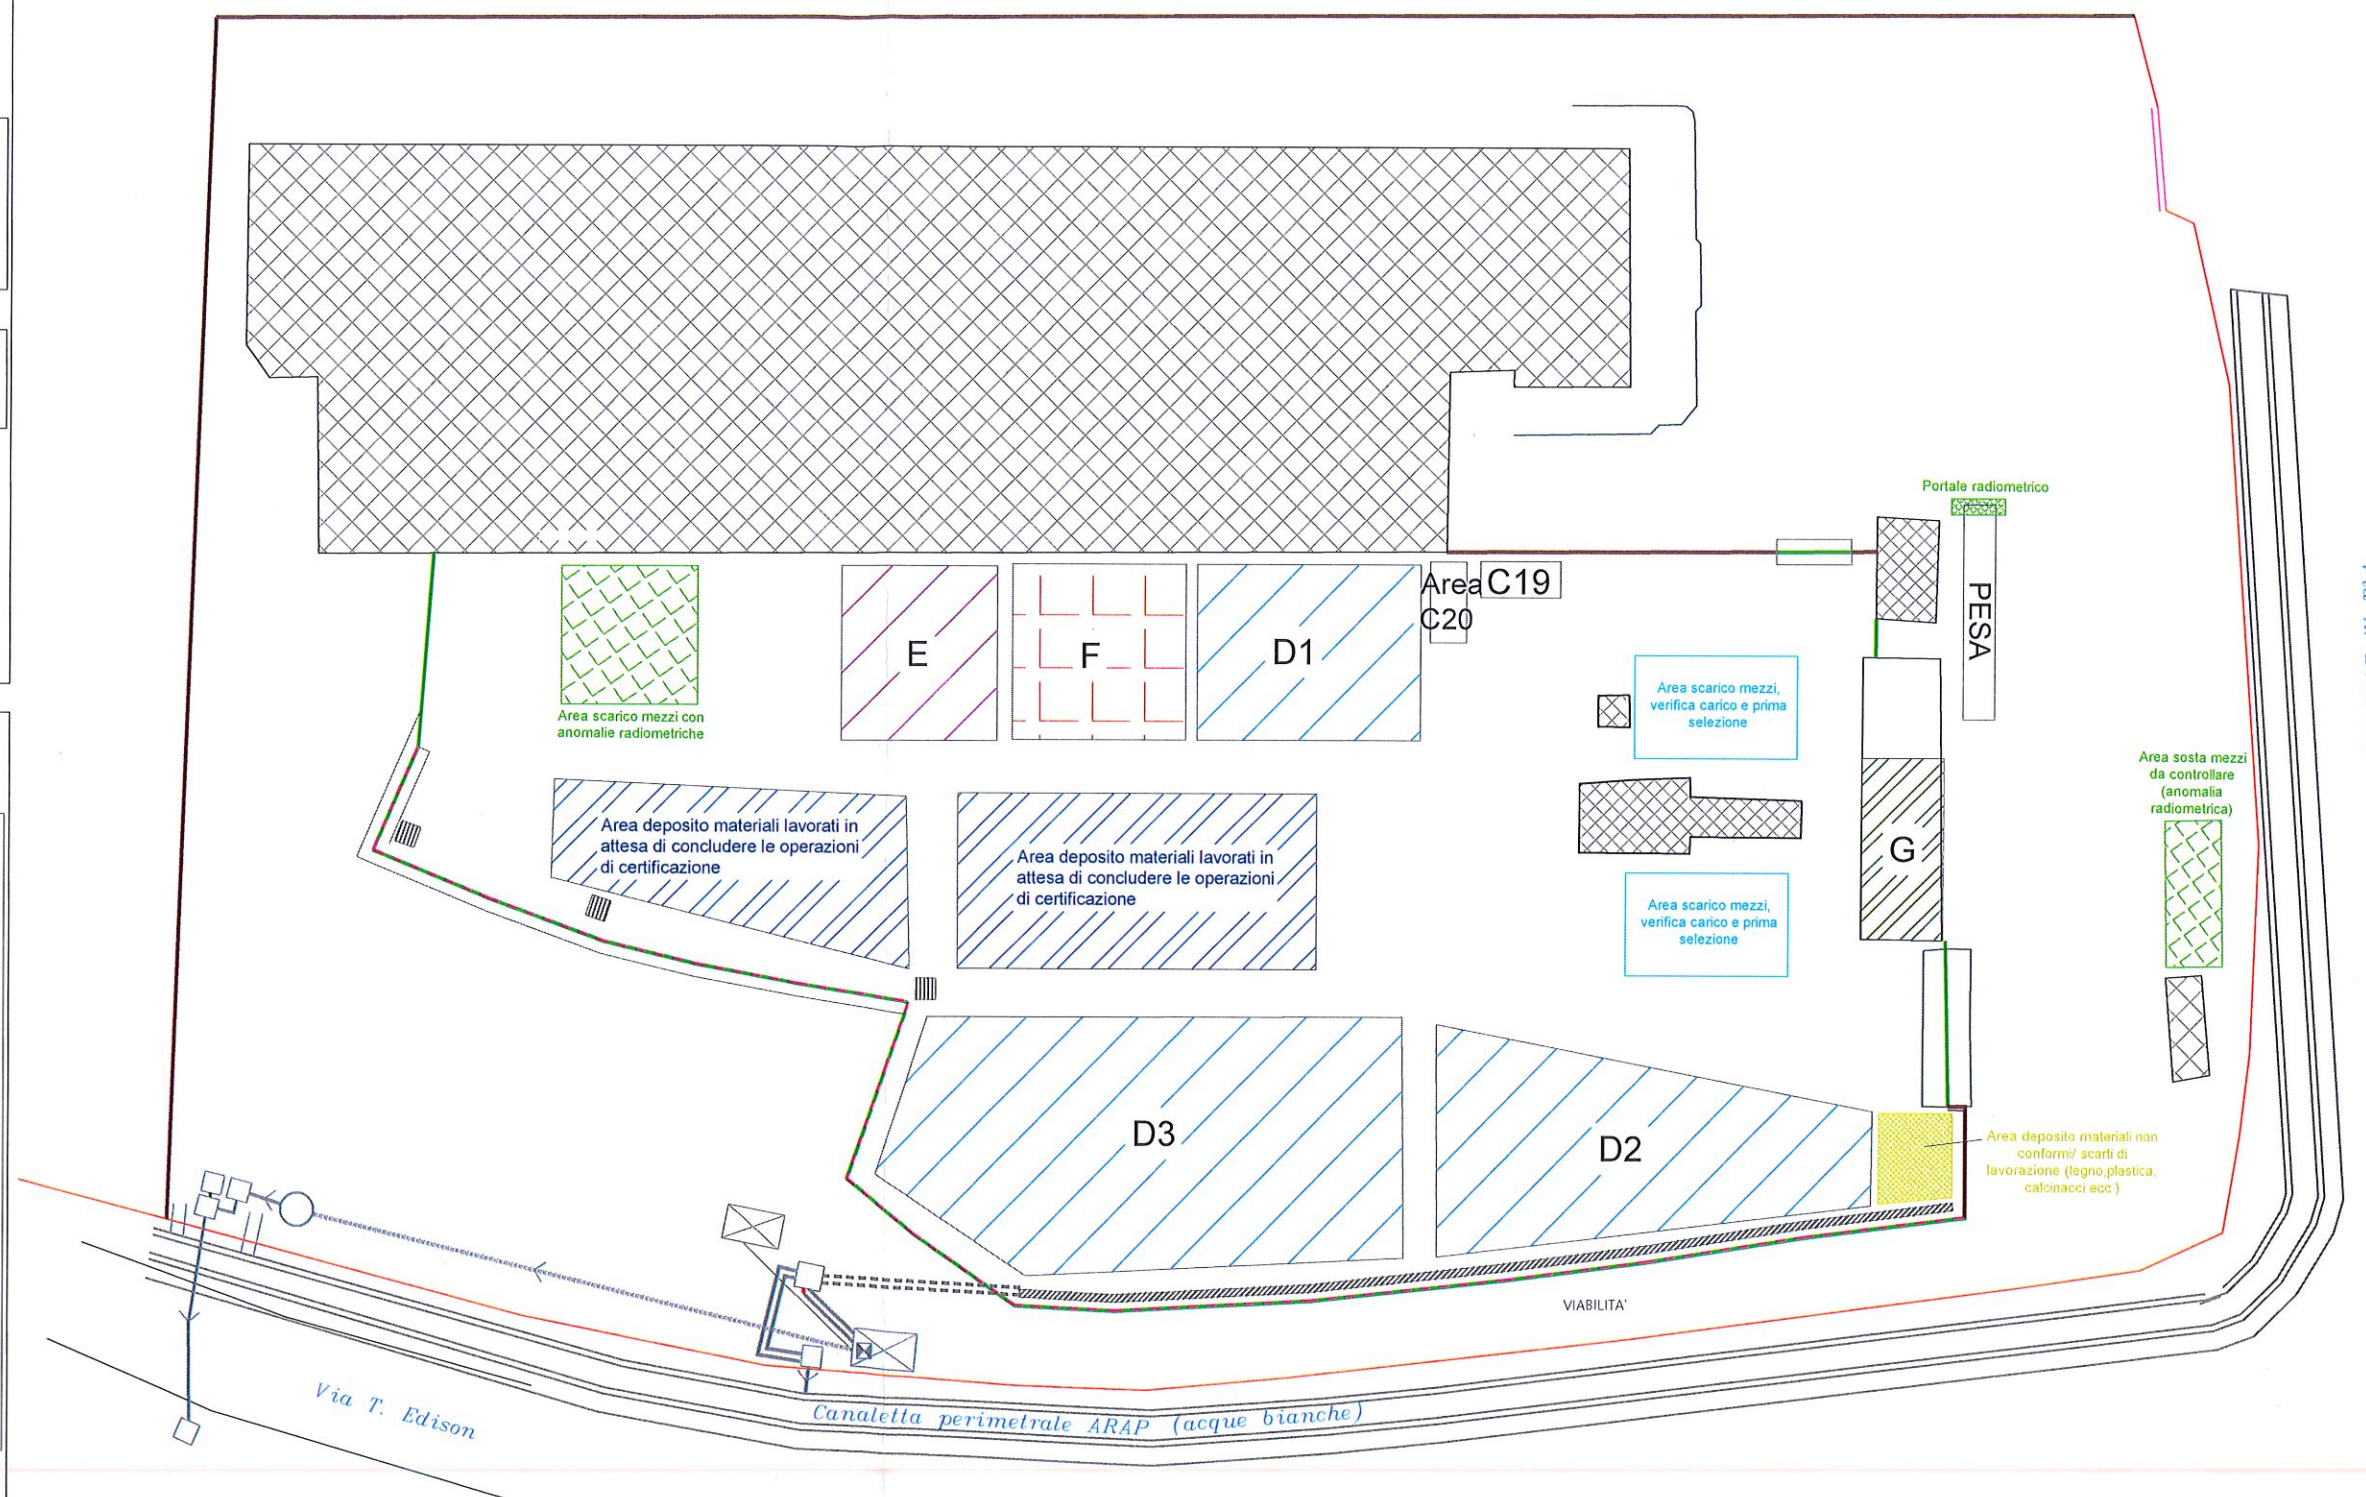 Portale radiometrico
Area
C20
C19
PESA
E
F
D1
Area scarico mezzi,
verifica carico e prima
selezione
Area scarico mezzi con
anomalie radiometriche
Area sosta mezzi
da controllare
(anomalia
radiometrica)
Area deposito materiali lavorati in
attesa di concludere le operazioni
di certificazione
Area deposito materiali lavorati in
attesa di concludere le operazioni
di certificazione
G
Area scarico mezzi,
verifica carico e prima
selezione
D3
D2
Area deposito materiali non
conformi/ scarti di
lavorazione (legno,plastica,
calcinacci ecc )
VIABILITA'
Via T. Edison
Canaletta perimetrale ARAP (acque bianche)